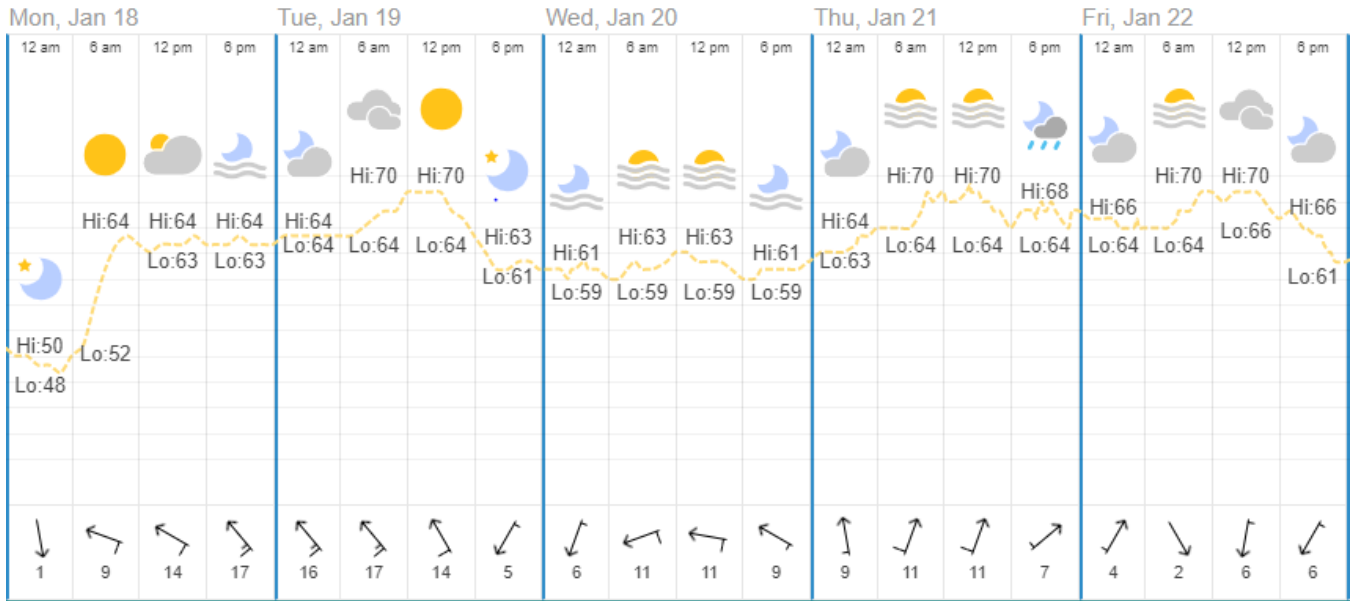 Mon, Jan 18 Tue, Jan 19 Wed, Jan 20 Thu, Jan 21 Fri, Jan 22
12 am 6 am 12 pm 6 pm 12 am 6 am 12 pm 6 pm 12 am 6 am 12 pm 6 pm 12 am 6 am 12 pm 6 pm 12 am 6 am 12 pm 6 pm
Hi:50 Hi:64 Hi:64 Hi:64 Hi:64 Hi:70 Hi:70 Hi:63 Hi:61 Hi:63 Hi:63 Hi:61 Hi:64 Hi:70 Hi:70 Hi:68 Hi:66 Hi:70 Hi:70 Hi:66
Lo:48 Lo:52 Lo:63 Lo:63 Lo:64 Lo:64 Lo:64 Lo:61 Lo:59 Lo:59 Lo:59 Lo:59 Lo:63 Lo:64 Lo:64 Lo:64 Lo:64 Lo:64 Lo:66 Lo:61
1 9 14 17 16 17 14 5 6 11 11 9 9 11 11 7 4 2 6 6